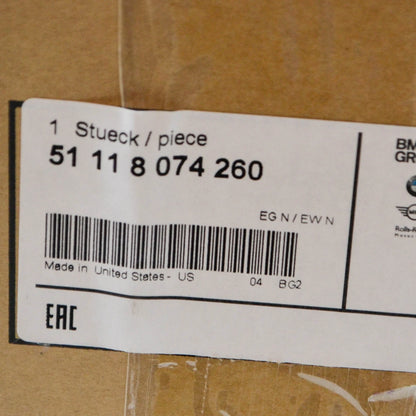 1 Stueck / piece
51 11 8 074 260
EG N / EW N
Made in United States - US 04 BG2
EAC
BM
GR